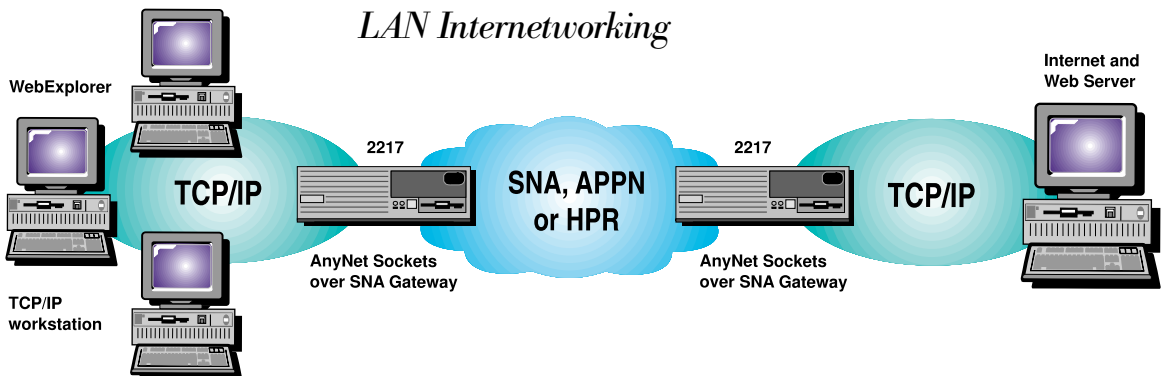 LAN Internetworking
WebExplorer
TCP/IP
workstation
TCP/IP
2217
AnyNet Sockets
over SNA Gateway
SNA, APPN
or HPR
2217
AnyNet Sockets
over SNA Gateway
TCP/IP
Internet and
Web Server